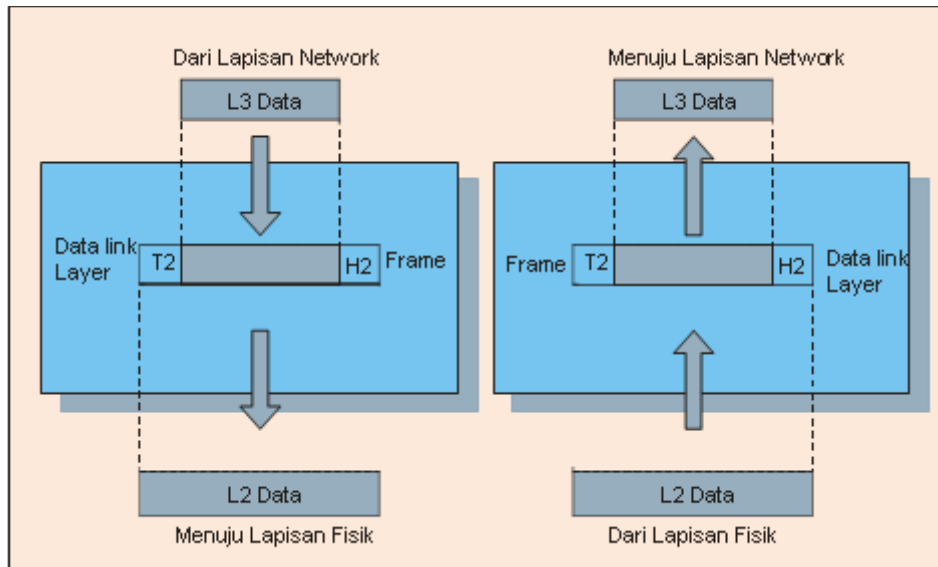 Dari Lapisan Network
L3 Data
Data link
Layer
T2
H2
Frame
L2 Data
Menuju Lapisan Fisik
Menuju Lapisan Network
L3 Data
Frame
T2
H2
Data link
Layer
L2 Data
Dari Lapisan Fisik